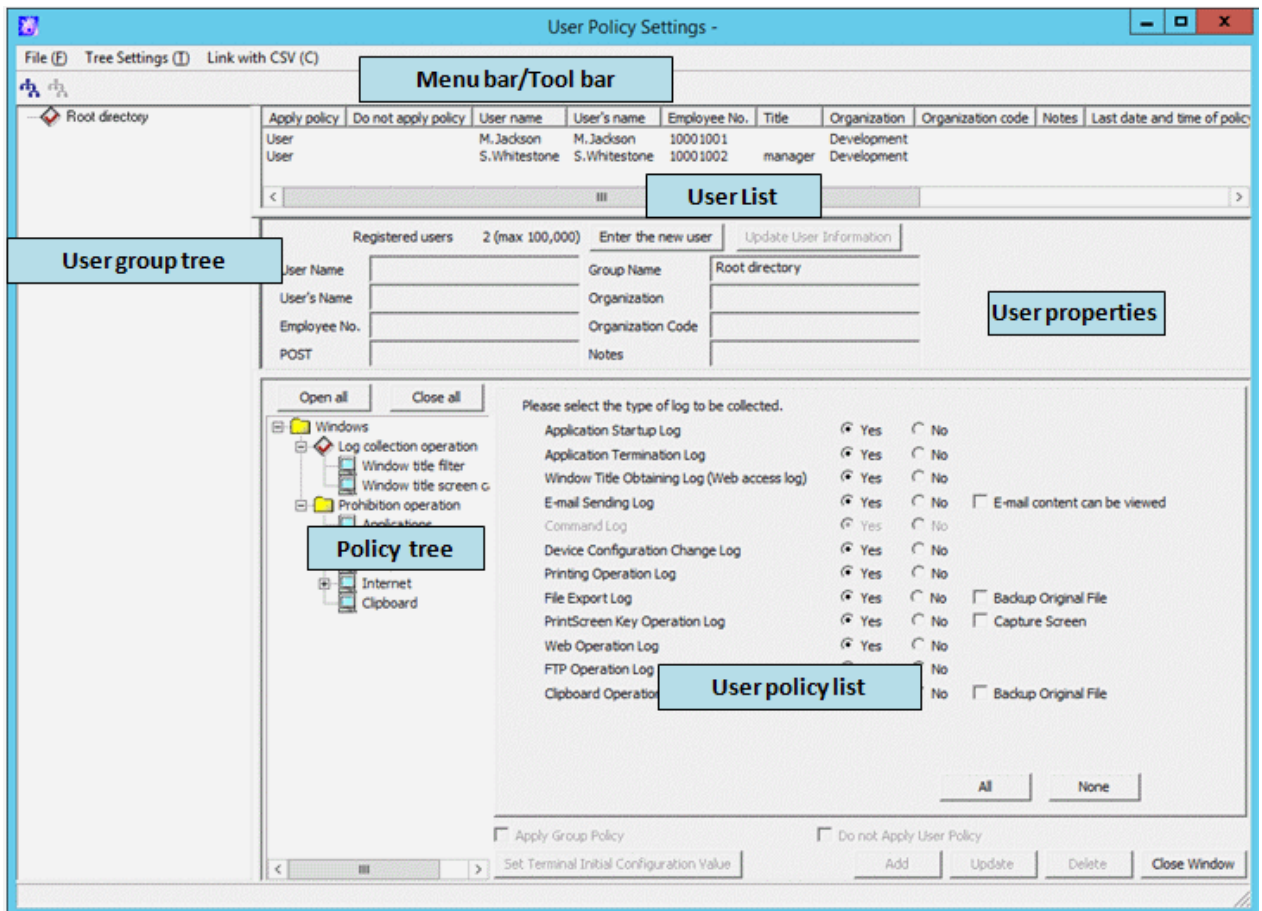 User Policy Settings -
File (F) Tree Settings (T) Link with CSV (C)
Menu bar/Tool bar
Root directory
Apply policy Do not apply policy User name User's name Employee No. Title Organization Organization code Notes Last date and time of polic
User M.Jackson M.Jackson 10001001 Development
User S.Whitestone S.Whitestone 10001002 manager Development
User List
Registered users 2 (max 100,000) Enter the new user Update User Information
User group tree
User Name Group Name Root directory
User's Name Organization
User properties
Employee No. Organization Code
POST Notes
Open all Close all
Windows
Log collection operation
Window title filter
Window title screen c
Prohibition operation
Applications
Policy tree
Internet
Clipboard
Please select the type of log to be collected.
Application Startup Log Yes No
Application Termination Log Yes No
Window Title Obtaining Log (Web access log) Yes No
E-mail Sending Log Yes No E-mail content can be viewed
Command Log Yes No
Device Configuration Change Log Yes No
Printing Operation Log Yes No
File Export Log Yes No Backup Original File
PrintScreen Key Operation Log Yes No Capture Screen
Web Operation Log Yes No
FTP Operation Log No
User policy list
Clipboard Operation No Backup Original File
All None
Apply Group Policy Do not Apply User Policy
Set Terminal Initial Configuration Value Add Update Delete Close Window